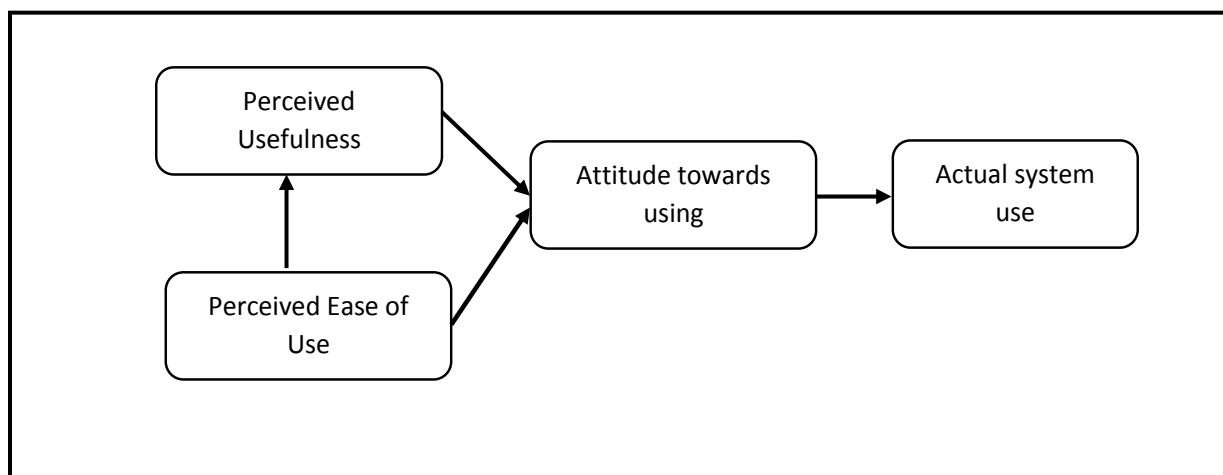 Perceived
Usefulness
Attitude towards
using
Actual system
use
Perceived Ease of
Use